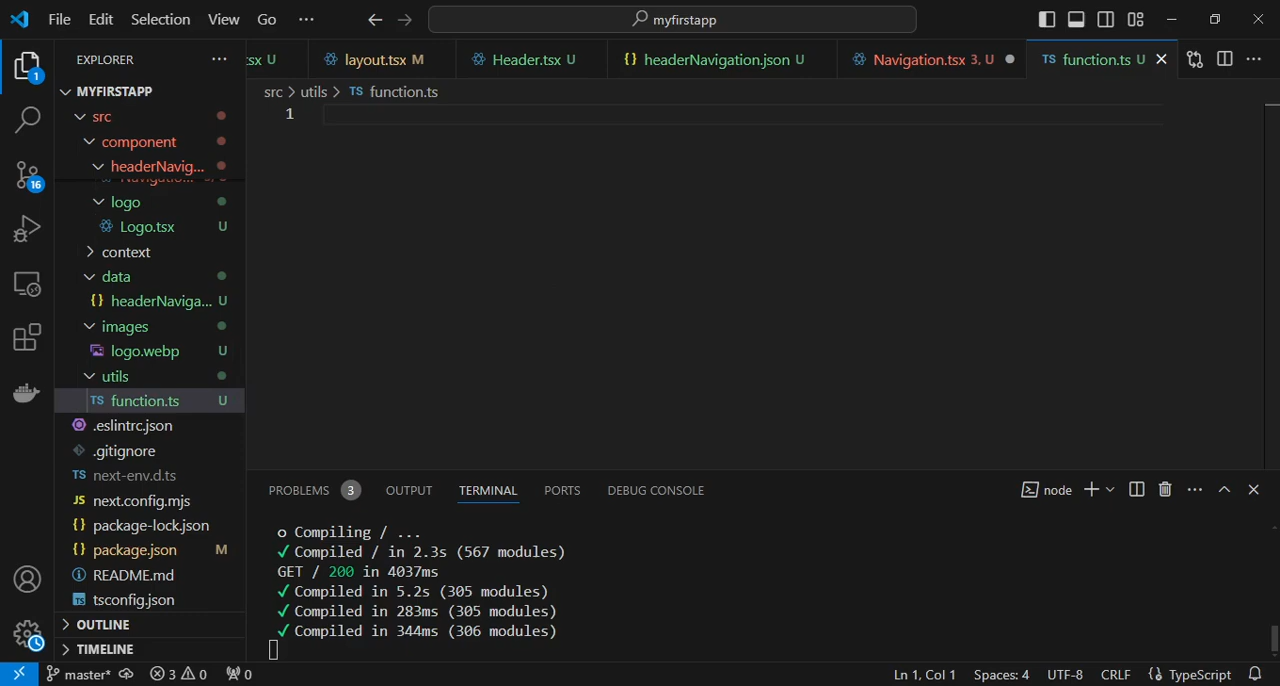 File Edit Selection View Go ···
myfirstapp
EXPLORER
sx U
layout.tsx M
Header.tsx U
{} headerNavigation.json U
Navigation.tsx 3, U
TS function.ts U
src > utils > TS function.ts
MYFIRSTAPP
src
component
headerNavig...
logo
Logo.tsx U
context
data
{} headerNaviga... U
images
logo.webp U
utils
TS function.ts U
.eslintrc.json
.gitignore
TS next-env.d.ts
JS next.config.mjs
{} package-lock.json
{} package.json M
README.md
tsconfig.json
OUTLINE
TIMELINE
1
16
1
PROBLEMS 3 OUTPUT TERMINAL PORTS DEBUG CONSOLE
node
o Compiling / ...
✓ Compiled / in 2.3s (567 modules)
GET / 200 in 4037ms
✓ Compiled in 5.2s (305 modules)
✓ Compiled in 283ms (305 modules)
✓ Compiled in 344ms (306 modules)
master* 3 0 0
Ln 1, Col 1 Spaces: 4 UTF-8 CRLF {} TypeScript